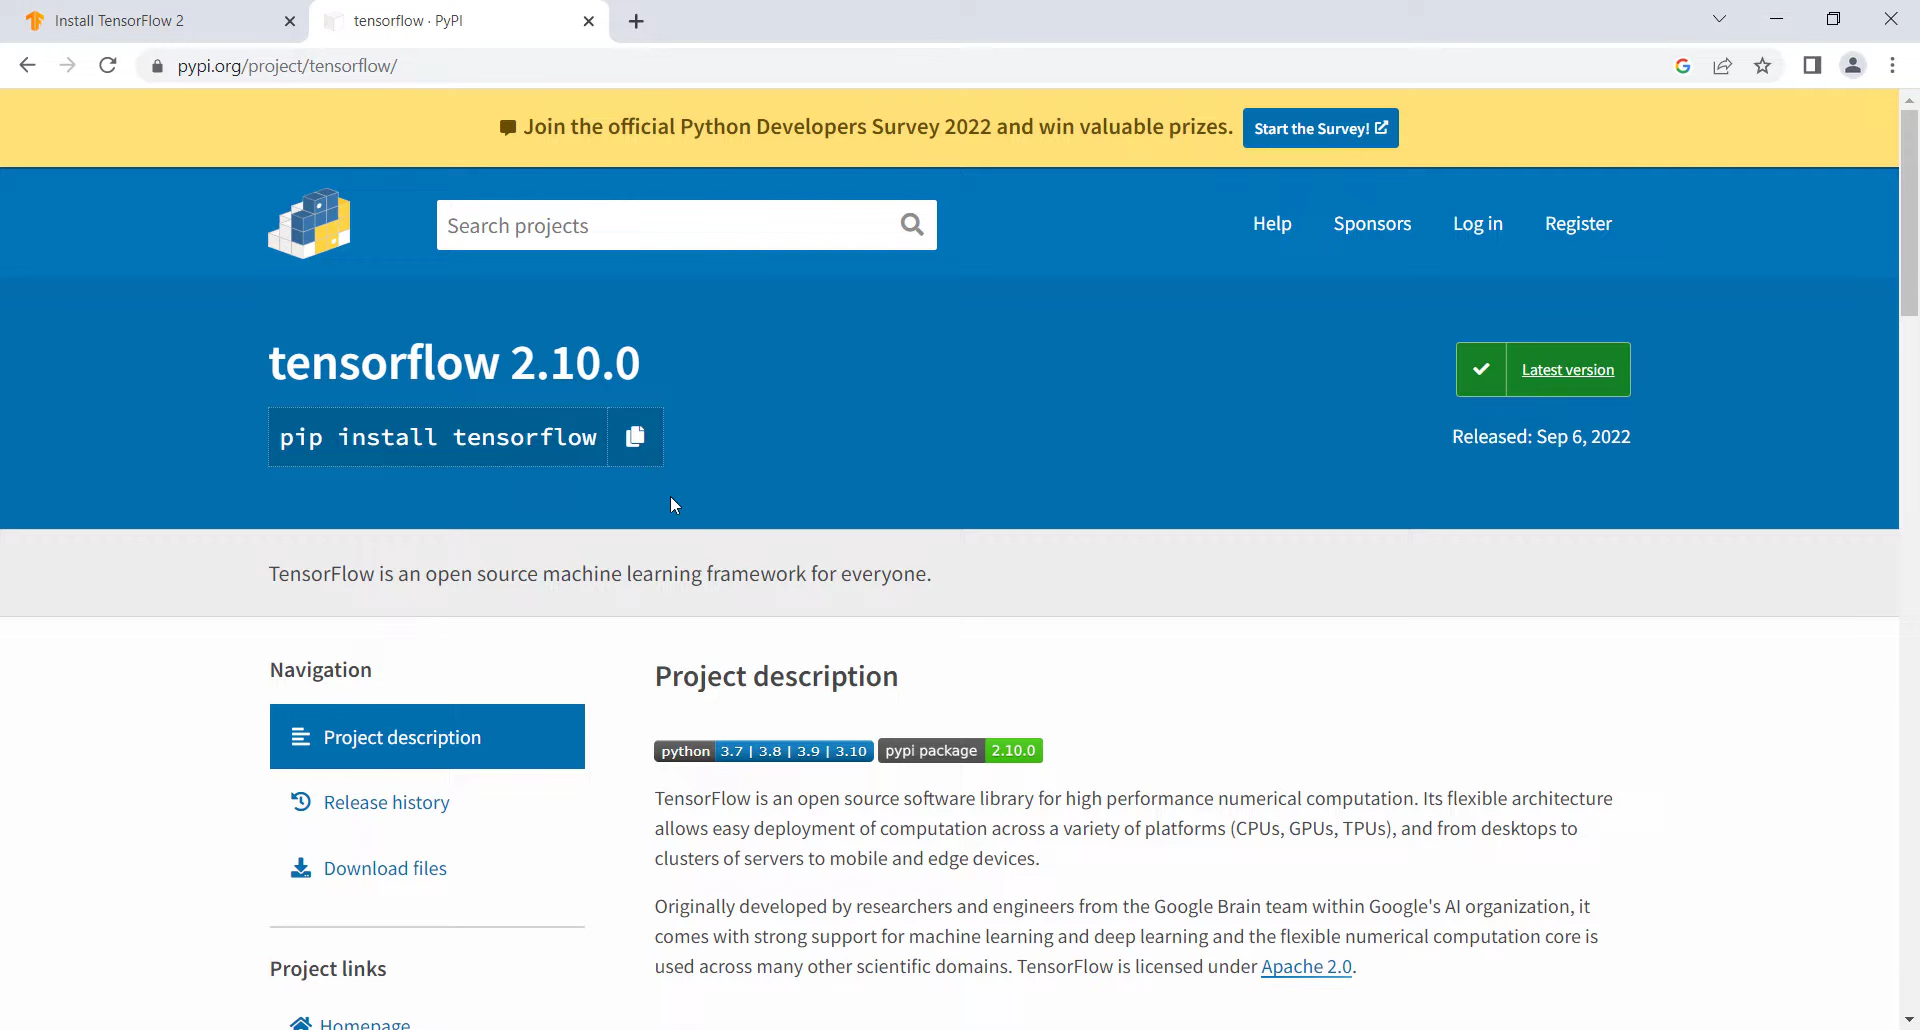 Install TensorFlow 2
tensorflow · PyPI
pypi.org/project/tensorflow/
Join the official Python Developers Survey 2022 and win valuable prizes.
Start the Survey!
Search projects
Help
Sponsors
Log in
Register
tensorflow 2.10.0
Latest version
pip install tensorflow
Released: Sep 6, 2022
TensorFlow is an open source machine learning framework for everyone.
Navigation
Project description
Release history
Download files
Project links
Homepage
Project description
python 3.7 | 3.8 | 3.9 | 3.10
pypi package 2.10.0
TensorFlow is an open source software library for high performance numerical computation. Its flexible architecture
allows easy deployment of computation across a variety of platforms (CPUs, GPUs, TPUs), and from desktops to
clusters of servers to mobile and edge devices.
Originally developed by researchers and engineers from the Google Brain team within Google's AI organization, it
comes with strong support for machine learning and deep learning and the flexible numerical computation core is
used across many other scientific domains. TensorFlow is licensed under Apache 2.0.